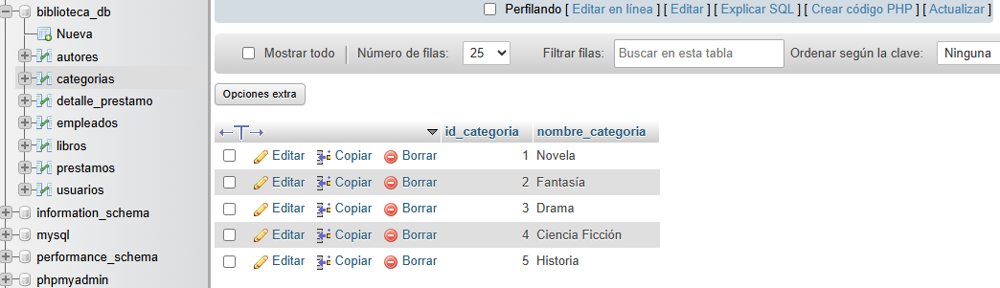 biblioteca_db
Nueva
autores
categorias
detalle_prestamo
empleados
libros
prestamos
usuarios
information_schema
mysql
performance_schema
phpmyadmin
Perfilando [ Editar en línea ] [ Editar ] [ Explicar SQL ] [ Crear código PHP ] [ Actualizar ]
Mostrar todo Número de filas: 25 Filtrar filas: Buscar en esta tabla Ordenar según la clave: Ninguna
Opciones extra
id_categoria nombre_categoria
Editar Copiar Borrar 1 Novela
Editar Copiar Borrar 2 Fantasía
Editar Copiar Borrar 3 Drama
Editar Copiar Borrar 4 Ciencia Ficción
Editar Copiar Borrar 5 Historia